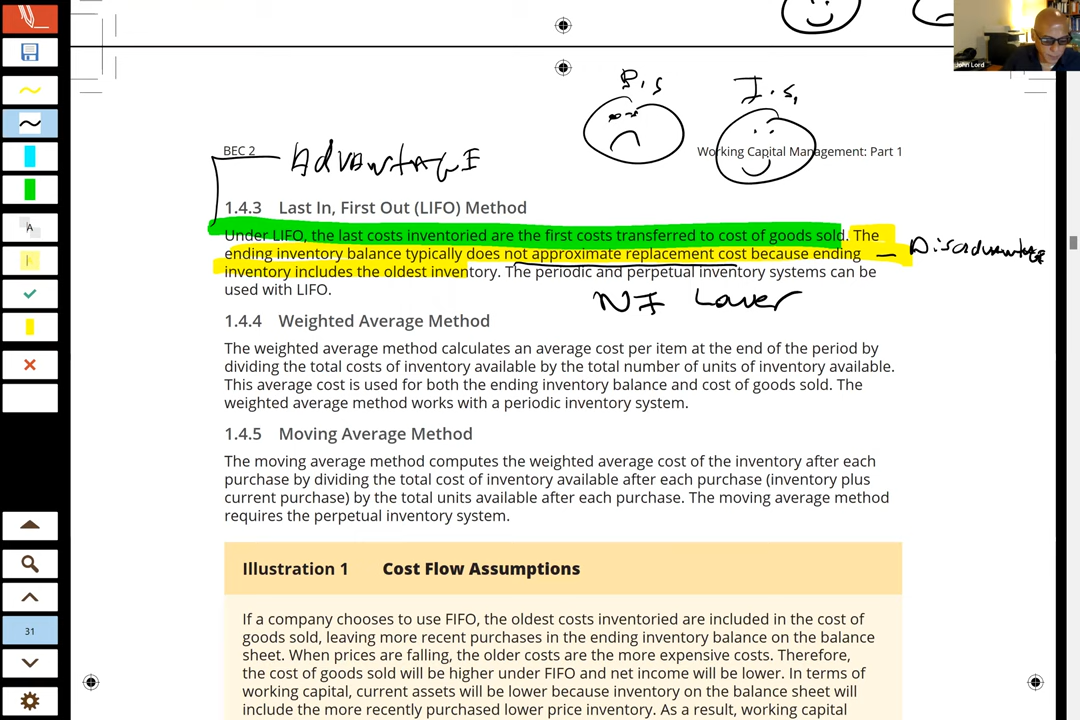 John Lord
B.S
I.S.
BEC 2
ADVANTAGE
Working Capital Management: Part 1
1.4.3 Last In, First Out (LIFO) Method
Under LIFO, the last costs inventoried are the first costs transferred to cost of goods sold. The
ending inventory balance typically does not approximate replacement cost because ending
inventory includes the oldest inventory. The periodic and perpetual inventory systems can be
used with LIFO.
Disadvantage
NI Lower
1.4.4 Weighted Average Method
The weighted average method calculates an average cost per item at the end of the period by
dividing the total costs of inventory available by the total number of units of inventory available.
This average cost is used for both the ending inventory balance and cost of goods sold. The
weighted average method works with a periodic inventory system.
1.4.5 Moving Average Method
The moving average method computes the weighted average cost of the inventory after each
purchase by dividing the total cost of inventory available after each purchase (inventory plus
current purchase) by the total units available after each purchase. The moving average method
requires the perpetual inventory system.
Illustration 1 Cost Flow Assumptions
If a company chooses to use FIFO, the oldest costs inventoried are included in the cost of
goods sold, leaving more recent purchases in the ending inventory balance on the balance
sheet. When prices are falling, the older costs are the more expensive costs. Therefore,
the cost of goods sold will be higher under FIFO and net income will be lower. In terms of
working capital, current assets will be lower because inventory on the balance sheet will
include the more recently purchased lower price inventory. As a result, working capital
A
31